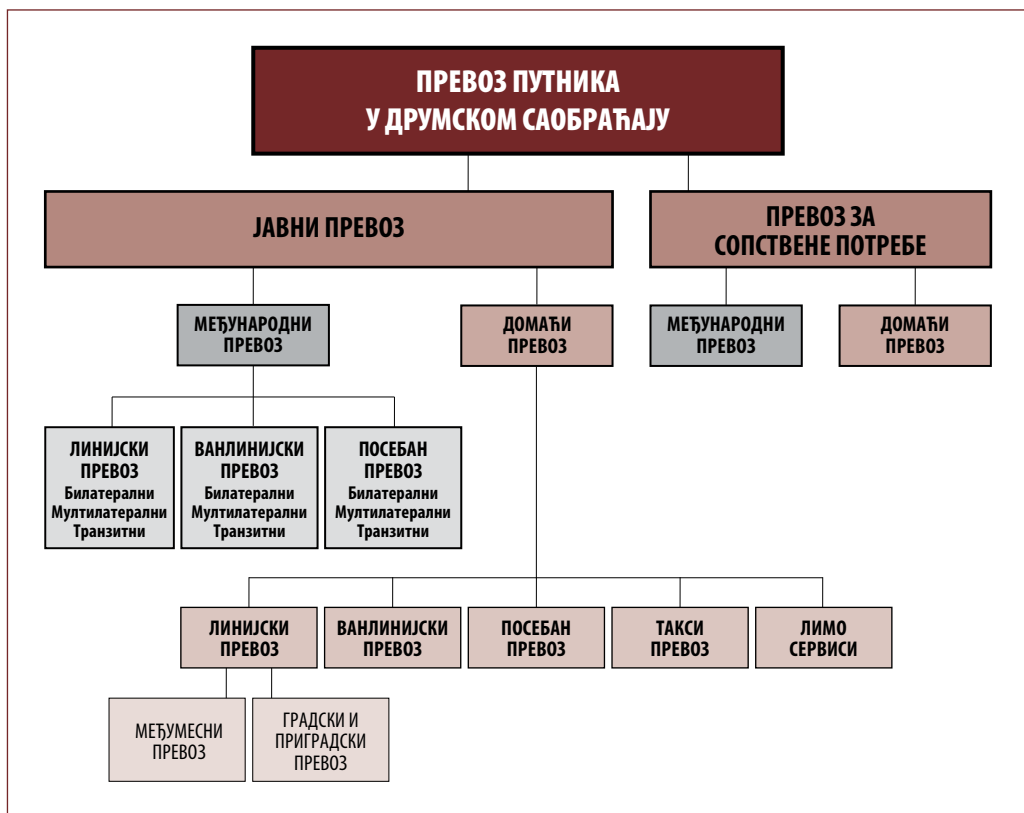 ПРЕВОЗ ПУТНИКА
У ДРУМСКОМ САОБРАЋАЈУ
ЈАВНИ ПРЕВОЗ
ПРЕВОЗ ЗА
СОПСТВЕНЕ ПОТРЕБЕ
МЕЂУНАРОДНИ
ПРЕВОЗ
ДОМАЋИ
ПРЕВОЗ
МЕЂУНАРОДНИ
ПРЕВОЗ
ДОМАЋИ
ПРЕВОЗ
ЛИНИЈСКИ
ПРЕВОЗ
Билатерални
Мултилатерални
Транзитни
ВАНЛИНИЈСКИ
ПРЕВОЗ
Билатерални
Мултилатерални
Транзитни
ПОСЕБАН
ПРЕВОЗ
Билатерални
Мултилатерални
Транзитни
ЛИНИЈСКИ
ПРЕВОЗ
ВАНЛИНИЈСКИ
ПРЕВОЗ
ПОСЕБАН
ПРЕВОЗ
ТАКСИ
ПРЕВОЗ
ЛИМО
СЕРВИСИ
МЕЂУМЕСНИ
ПРЕВОЗ
ГРАДСКИ И
ПРИГРАДСКИ
ПРЕВОЗ